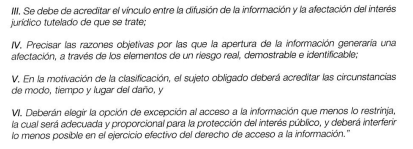 III. Se debe de acreditar el vínculo entre la difusión de la información y la afectación del interés
jurídico tutelado de que se trate;
IV. Precisar las razones objetivas por las que la apertura de la información generaría una
afectación, a través de los elementos de un riesgo real, demostrable e identificable;
V. En la motivación de la clasificación, el sujeto obligado deberá acreditar las circunstancias
de modo, tiempo y lugar del daño, y
VI. Deberán elegir la opción de excepción al acceso a la información que menos lo restrinja,
la cual será adecuada y proporcional para la protección del interés público, y deberá interferir
lo menos posible en el ejercicio efectivo del derecho de acceso a la información."